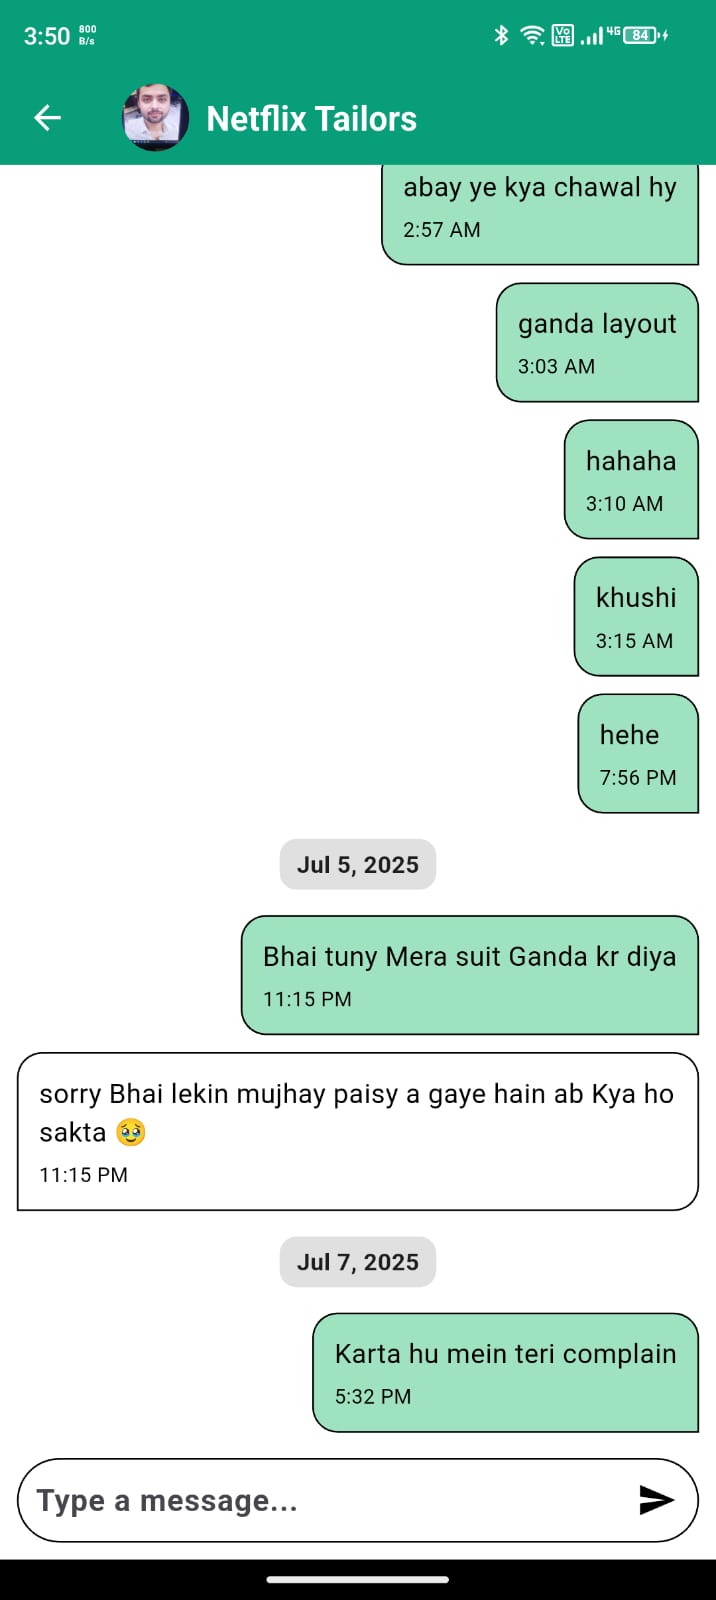 3:50 800 B/s VoLTE 4G 84
Netflix Tailors
abay ye kya chawal hy
2:57 AM
ganda layout
3:03 AM
hahaha
3:10 AM
khushi
3:15 AM
hehe
7:56 PM
Jul 5, 2025
Bhai tuny Mera suit Ganda kr diya
11:15 PM
sorry Bhai lekin mujhay paisy a gaye hain ab Kya ho
sakta 🥹
11:15 PM
Jul 7, 2025
Karta hu mein teri complain
5:32 PM
Type a message...